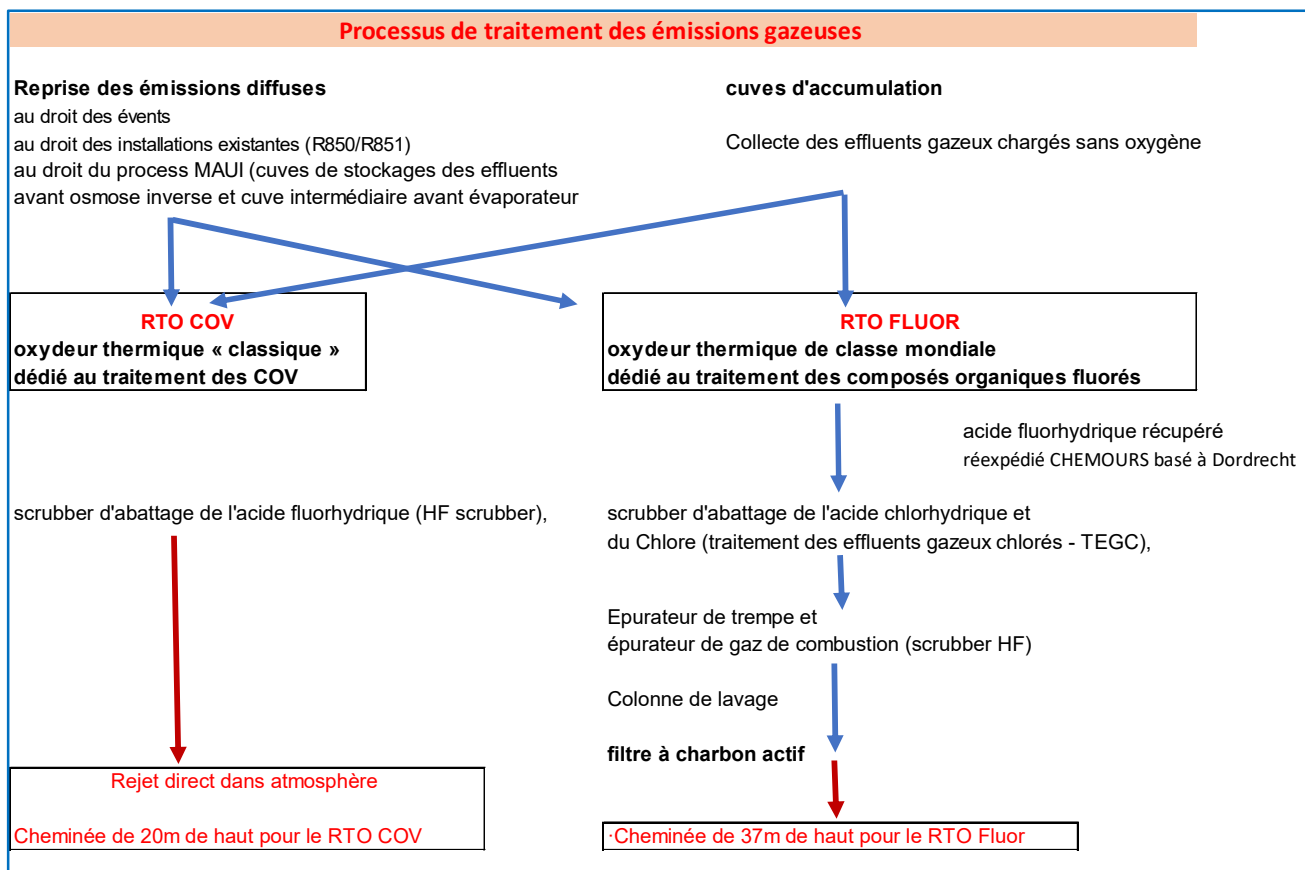 Processus de traitement des émissions gazeuses
Reprise des émissions diffuses
au droit des évents
au droit des installations existantes (R850/R851)
au droit du process MAUI (cuves de stockages des effluents
avant osmose inverse et cuve intermédiaire avant évaporateur
cuves d'accumulation
Collecte des effluents gazeux chargés sans oxygène
RTO COV
oxydeur thermique « classique »
dédié au traitement des COV
RTO FLUOR
oxydeur thermique de classe mondiale
dédié au traitement des composés organiques fluorés
acide fluorhydrique récupéré
réexpédié CHEMOURS basé à Dordrecht
scrubber d'abattage de l'acide fluorhydrique (HF scrubber),
scrubber d'abattage de l'acide chlorhydrique et
du Chlore (traitement des effluents gazeux chlorés - TEGC),
Epurateur de trempe et
épurateur de gaz de combustion (scrubber HF)
Colonne de lavage
filtre à charbon actif
Rejet direct dans atmosphère
Cheminée de 20m de haut pour le RTO COV
·Cheminée de 37m de haut pour le RTO Fluor